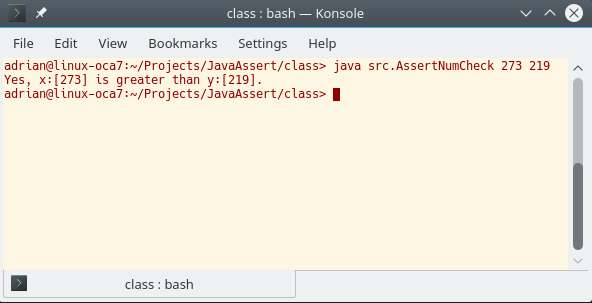 class : bash — Konsole
File Edit View Bookmarks Settings Help
adrian@linux-oca7:~/Projects/JavaAssert/class> java src.AssertNumCheck 273 219
Yes, x:[273] is greater than y:[219].
adrian@linux-oca7:~/Projects/JavaAssert/class>
class : bash